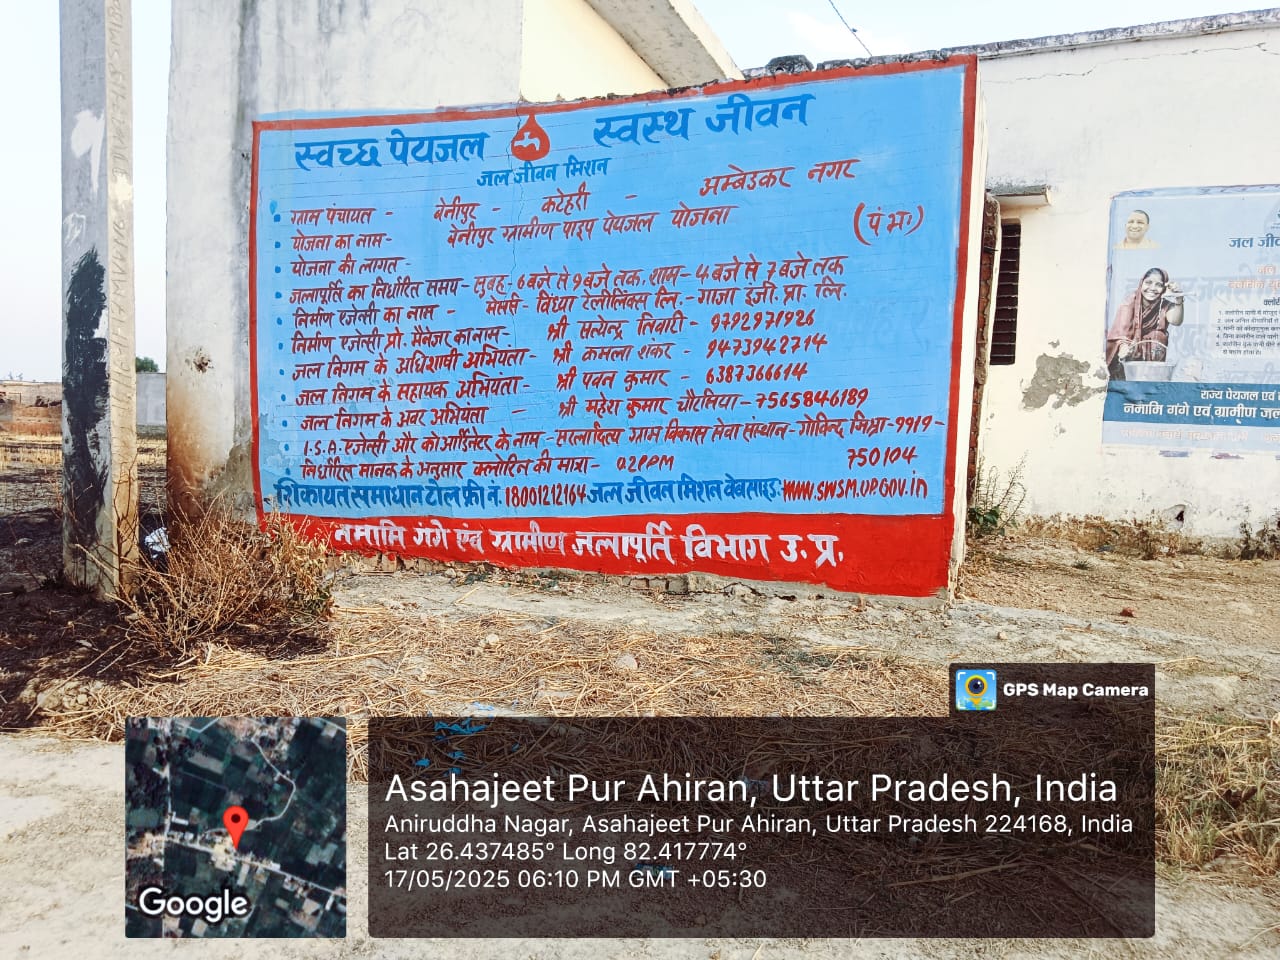 स्वच्छ पेयजल स्वस्थ जीवन
जल जीवन मिशन
ग्राम पंचायत - बेनीपुर - कटेहरी - अम्बेडकर नगर
योजना का नाम- बेनीपुर ग्रामीण पाइप पेयजल योजना (पं भ॰)
योजना की लागत-
जलापूर्ति का निर्धारित समय- सुबह- 6 बजे से 9 बजे तक. शाम- 4 बजे से 7 बजे तक
निर्माण एजेन्सी का नाम - मेसर्स - विंध्या टेलीलिंक्स लि.- गाजा इंजी. प्रा. लि.
निर्माण एजेन्सी प्रो. मैनेजर का नाम- श्री सत्येन्द्र तिवारी - 9792971926
जल निगम के अधिशाषी अभियंता- श्री कमला शंकर - 9473942714
जल निगम के सहायक अभियंता- श्री पवन कुमार - 6387366614
जल निगम के अवर अभियंता - श्री महेश कुमार चौरसिया - 7565846189
I.S.A. एजेन्सी और कोआर्डिनेटर के नाम - सरलादित्य ग्राम विकास सेवा संस्थान - गोविन्द मिश्रा - 9919-
750104
निर्धारित मानक के अनुसार क्लोरिन की मात्रा- 0.2 PPM
शिकायत समाधान टोल फ्री नं. 18001212164 जल जीवन मिशन वेबसाइड: WWW.SWSM.UP.GOV.in
नमामि गंगे एंव ग्रामीण जलापूर्ति विभाग उ. प्र.
जल जीव
राज्य पेयजल एवं
नमामि गंगे एवं ग्रामीण जल
GPS Map Camera
Asahajeet Pur Ahiran, Uttar Pradesh, India
Aniruddha Nagar, Asahajeet Pur Ahiran, Uttar Pradesh 224168, India
Lat 26.437485° Long 82.417774°
17/05/2025 06:10 PM GMT +05:30
Google